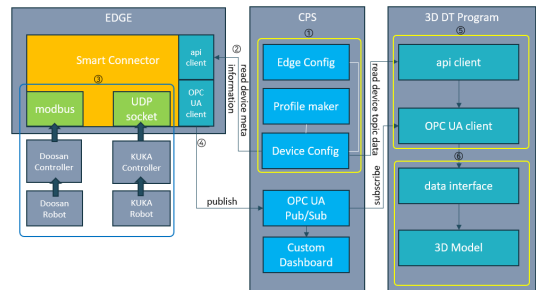 EDGE
Smart Connector
api
client
OPC
UA
client
③
modbus
UDP
socket
Doosan
Controller
KUKA
Controller
Doosan
Robot
KUKA
Robot
②
read device meta
information
④
publish
CPS
①
Edge Config
Profile maker
Device Config
OPC UA
Pub/Sub
Custom
Dashboard
read device topic data
subscribe
3D DT Program
⑤
api client
OPC UA client
⑥
data interface
3D Model